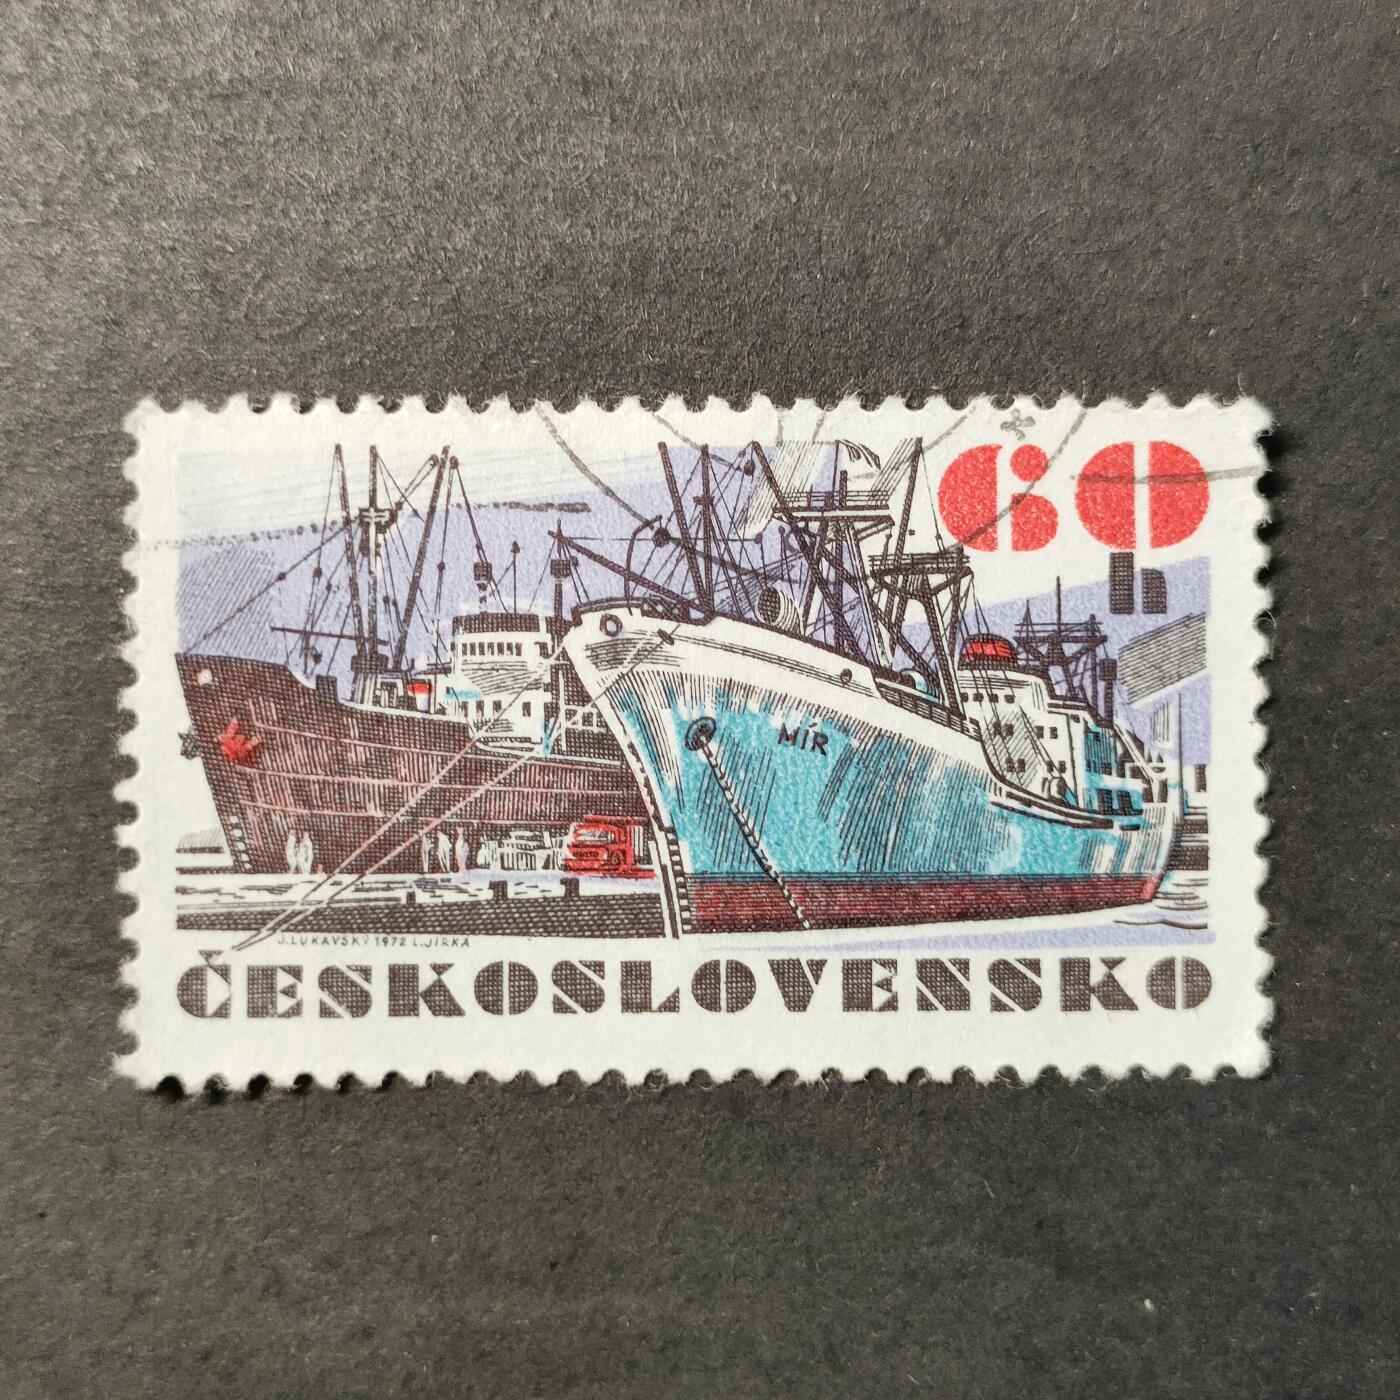 60
h
MÍR
J. LUKAVSKÝ 1972 L. JIRKA
ČESKOSLOVENSKO